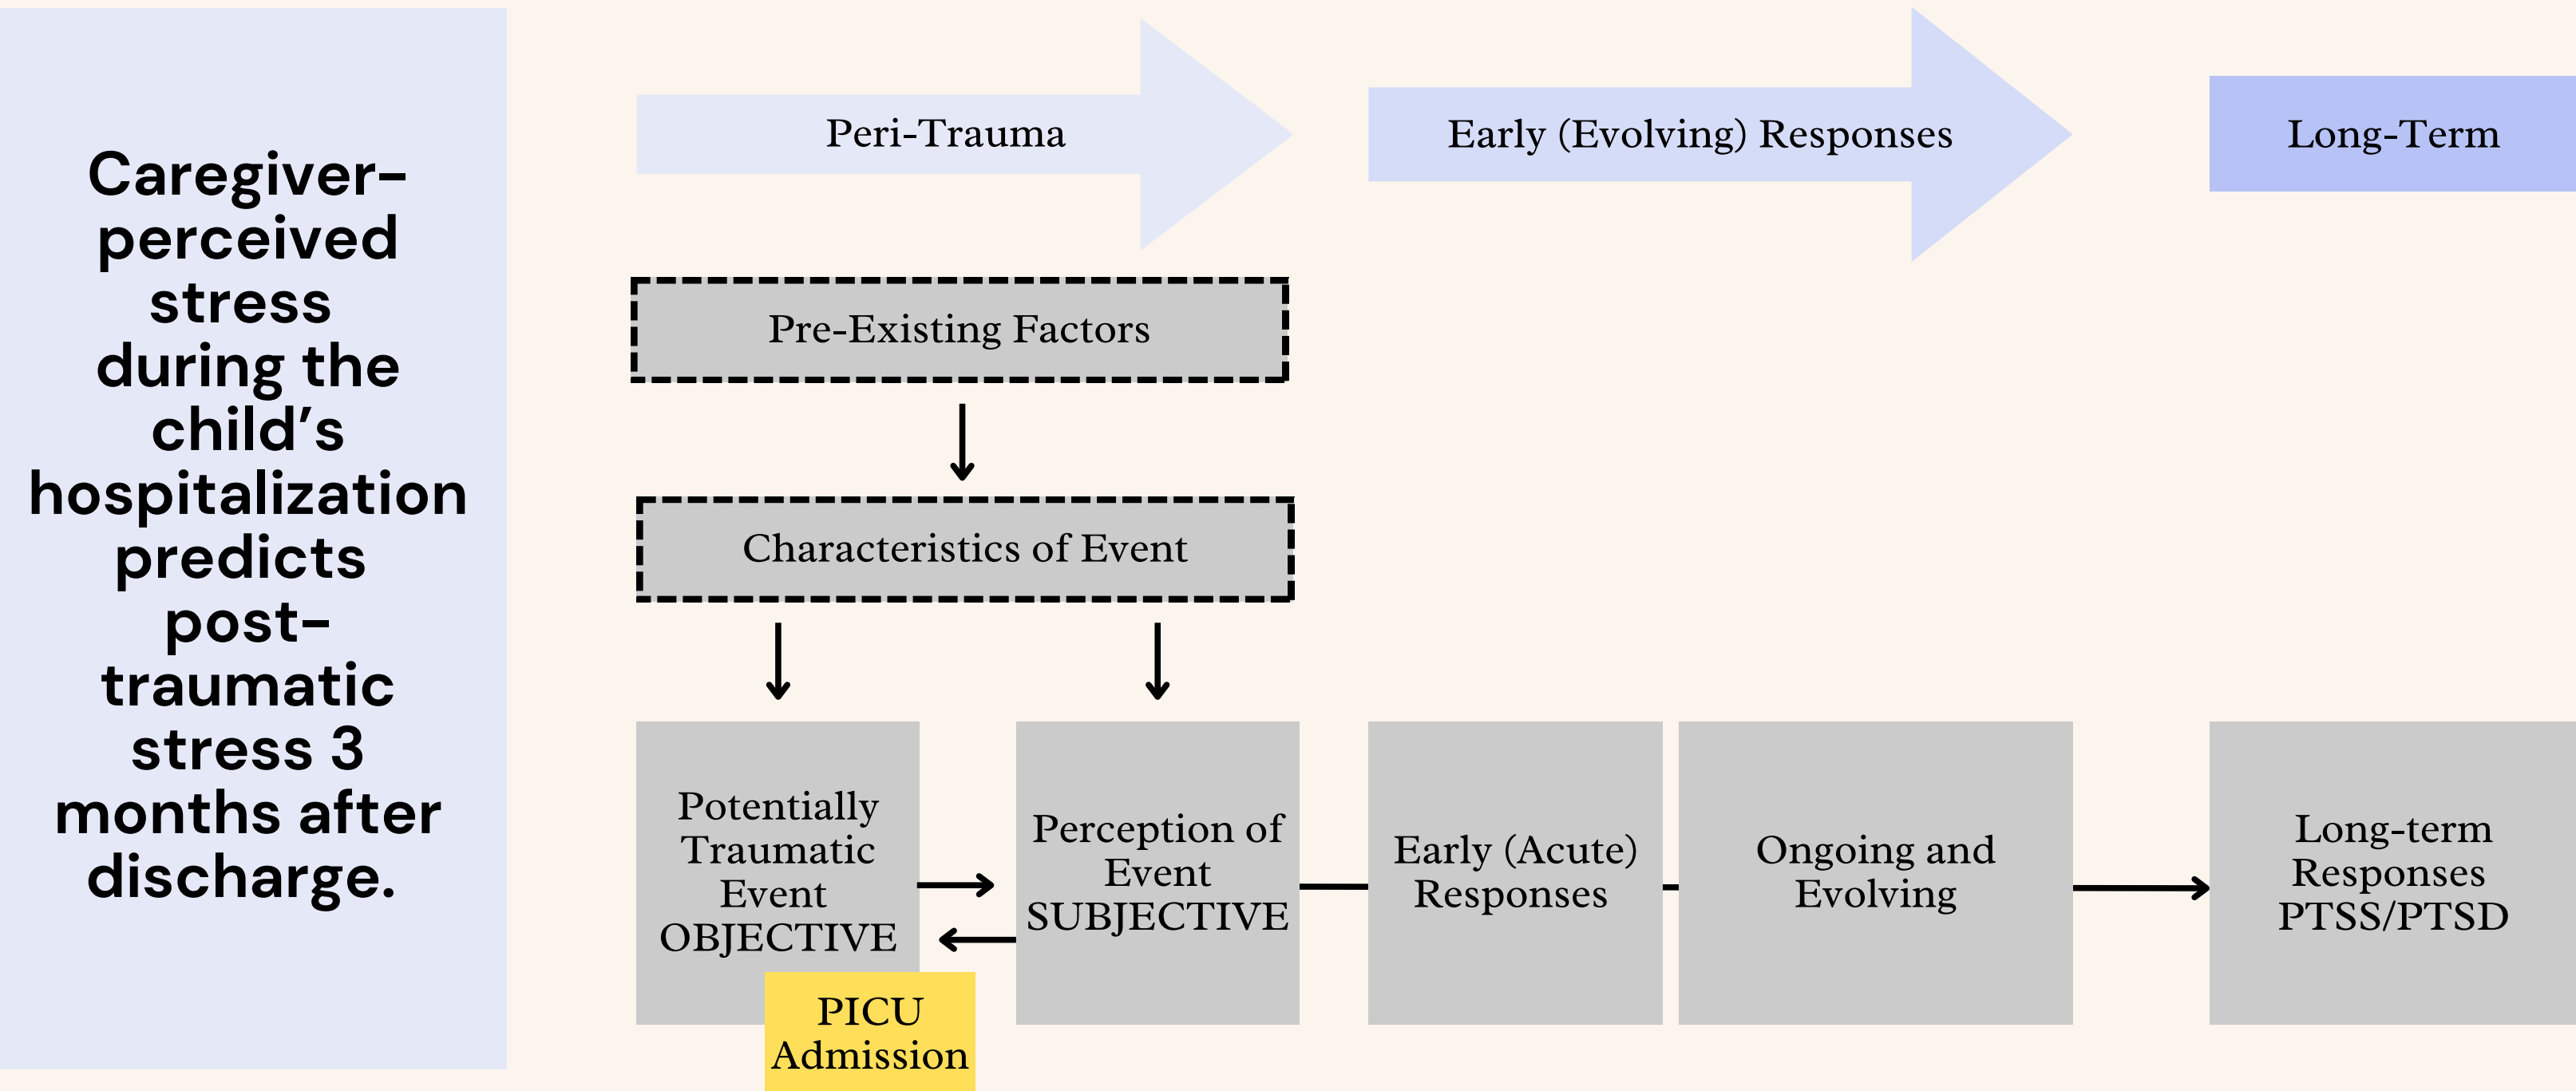 Caregiver-
perceived
stress
during the
child's
hospitalization
predicts
post-
traumatic
stress 3
months after
discharge.
Peri-Trauma
Early (Evolving) Responses
Long-Term
Pre-Existing Factors
Characteristics of Event
Potentially
Traumatic
Event
OBJECTIVE
PICU
Admission
Perception of
Event
SUBJECTIVE
Early (Acute)
Responses
Ongoing and
Evolving
Long-term
Responses
PTSS/PTSD